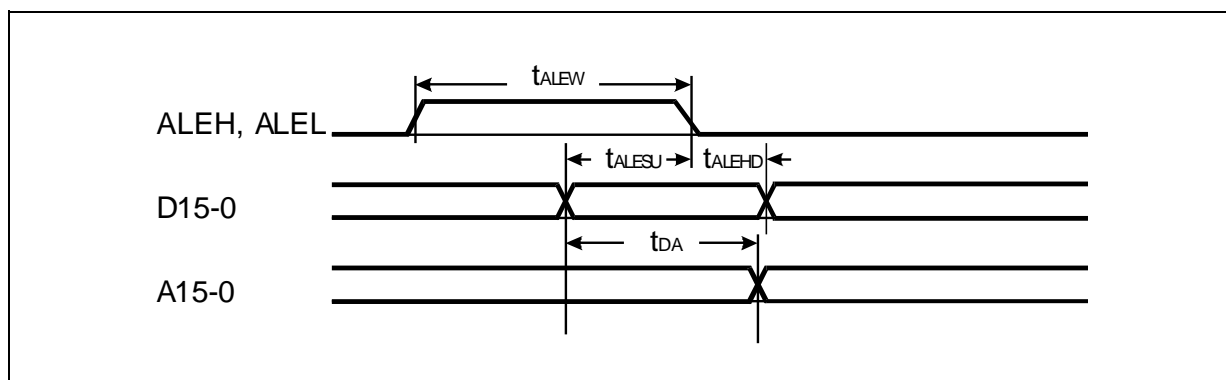 tALEW
ALEH, ALEL
tALESU
tALEHD
D15-0
tDA
A15-0